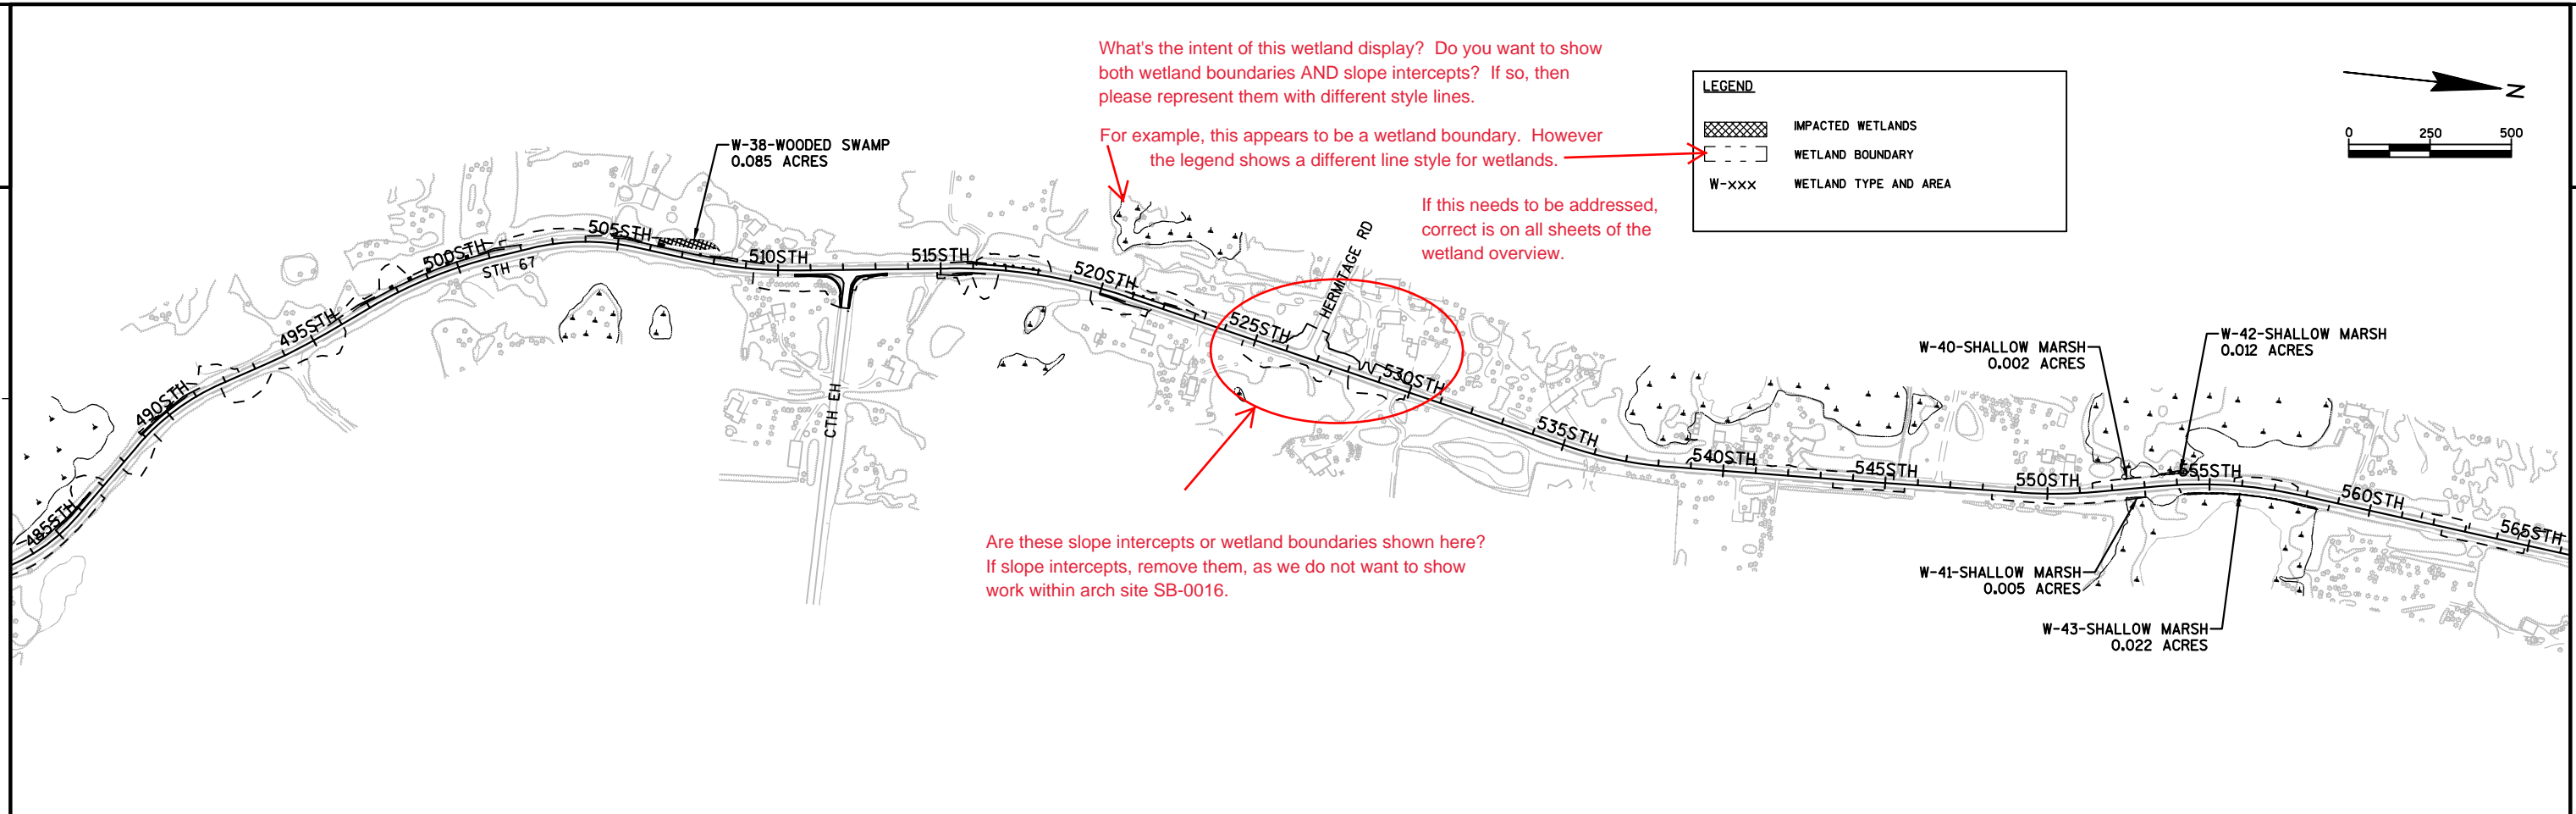 What's the intent of this wetland display? Do you want to show
both wetland boundaries AND slope intercepts? If so, then
please represent them with different style lines.
For example, this appears to be a wetland boundary. However
the legend shows a different line style for wetlands.
If this needs to be addressed,
correct is on all sheets of the
wetland overview.
LEGEND
IMPACTED WETLANDS
WETLAND BOUNDARY
W-xxx WETLAND TYPE AND AREA
N
0 250 500
W-38-WOODED SWAMP
0.085 ACRES
485STH
490STH
495STH
500STH
STH 67
505STH
510STH
515STH
520STH
525STH
530STH
535STH
540STH
545STH
550STH
555STH
560STH
565STH
CTH EH
HERMITAGE RD
W-40-SHALLOW MARSH
0.002 ACRES
W-42-SHALLOW MARSH
0.012 ACRES
W-41-SHALLOW MARSH
0.005 ACRES
W-43-SHALLOW MARSH
0.022 ACRES
Are these slope intercepts or wetland boundaries shown here?
If slope intercepts, remove them, as we do not want to show
work within arch site SB-0016.